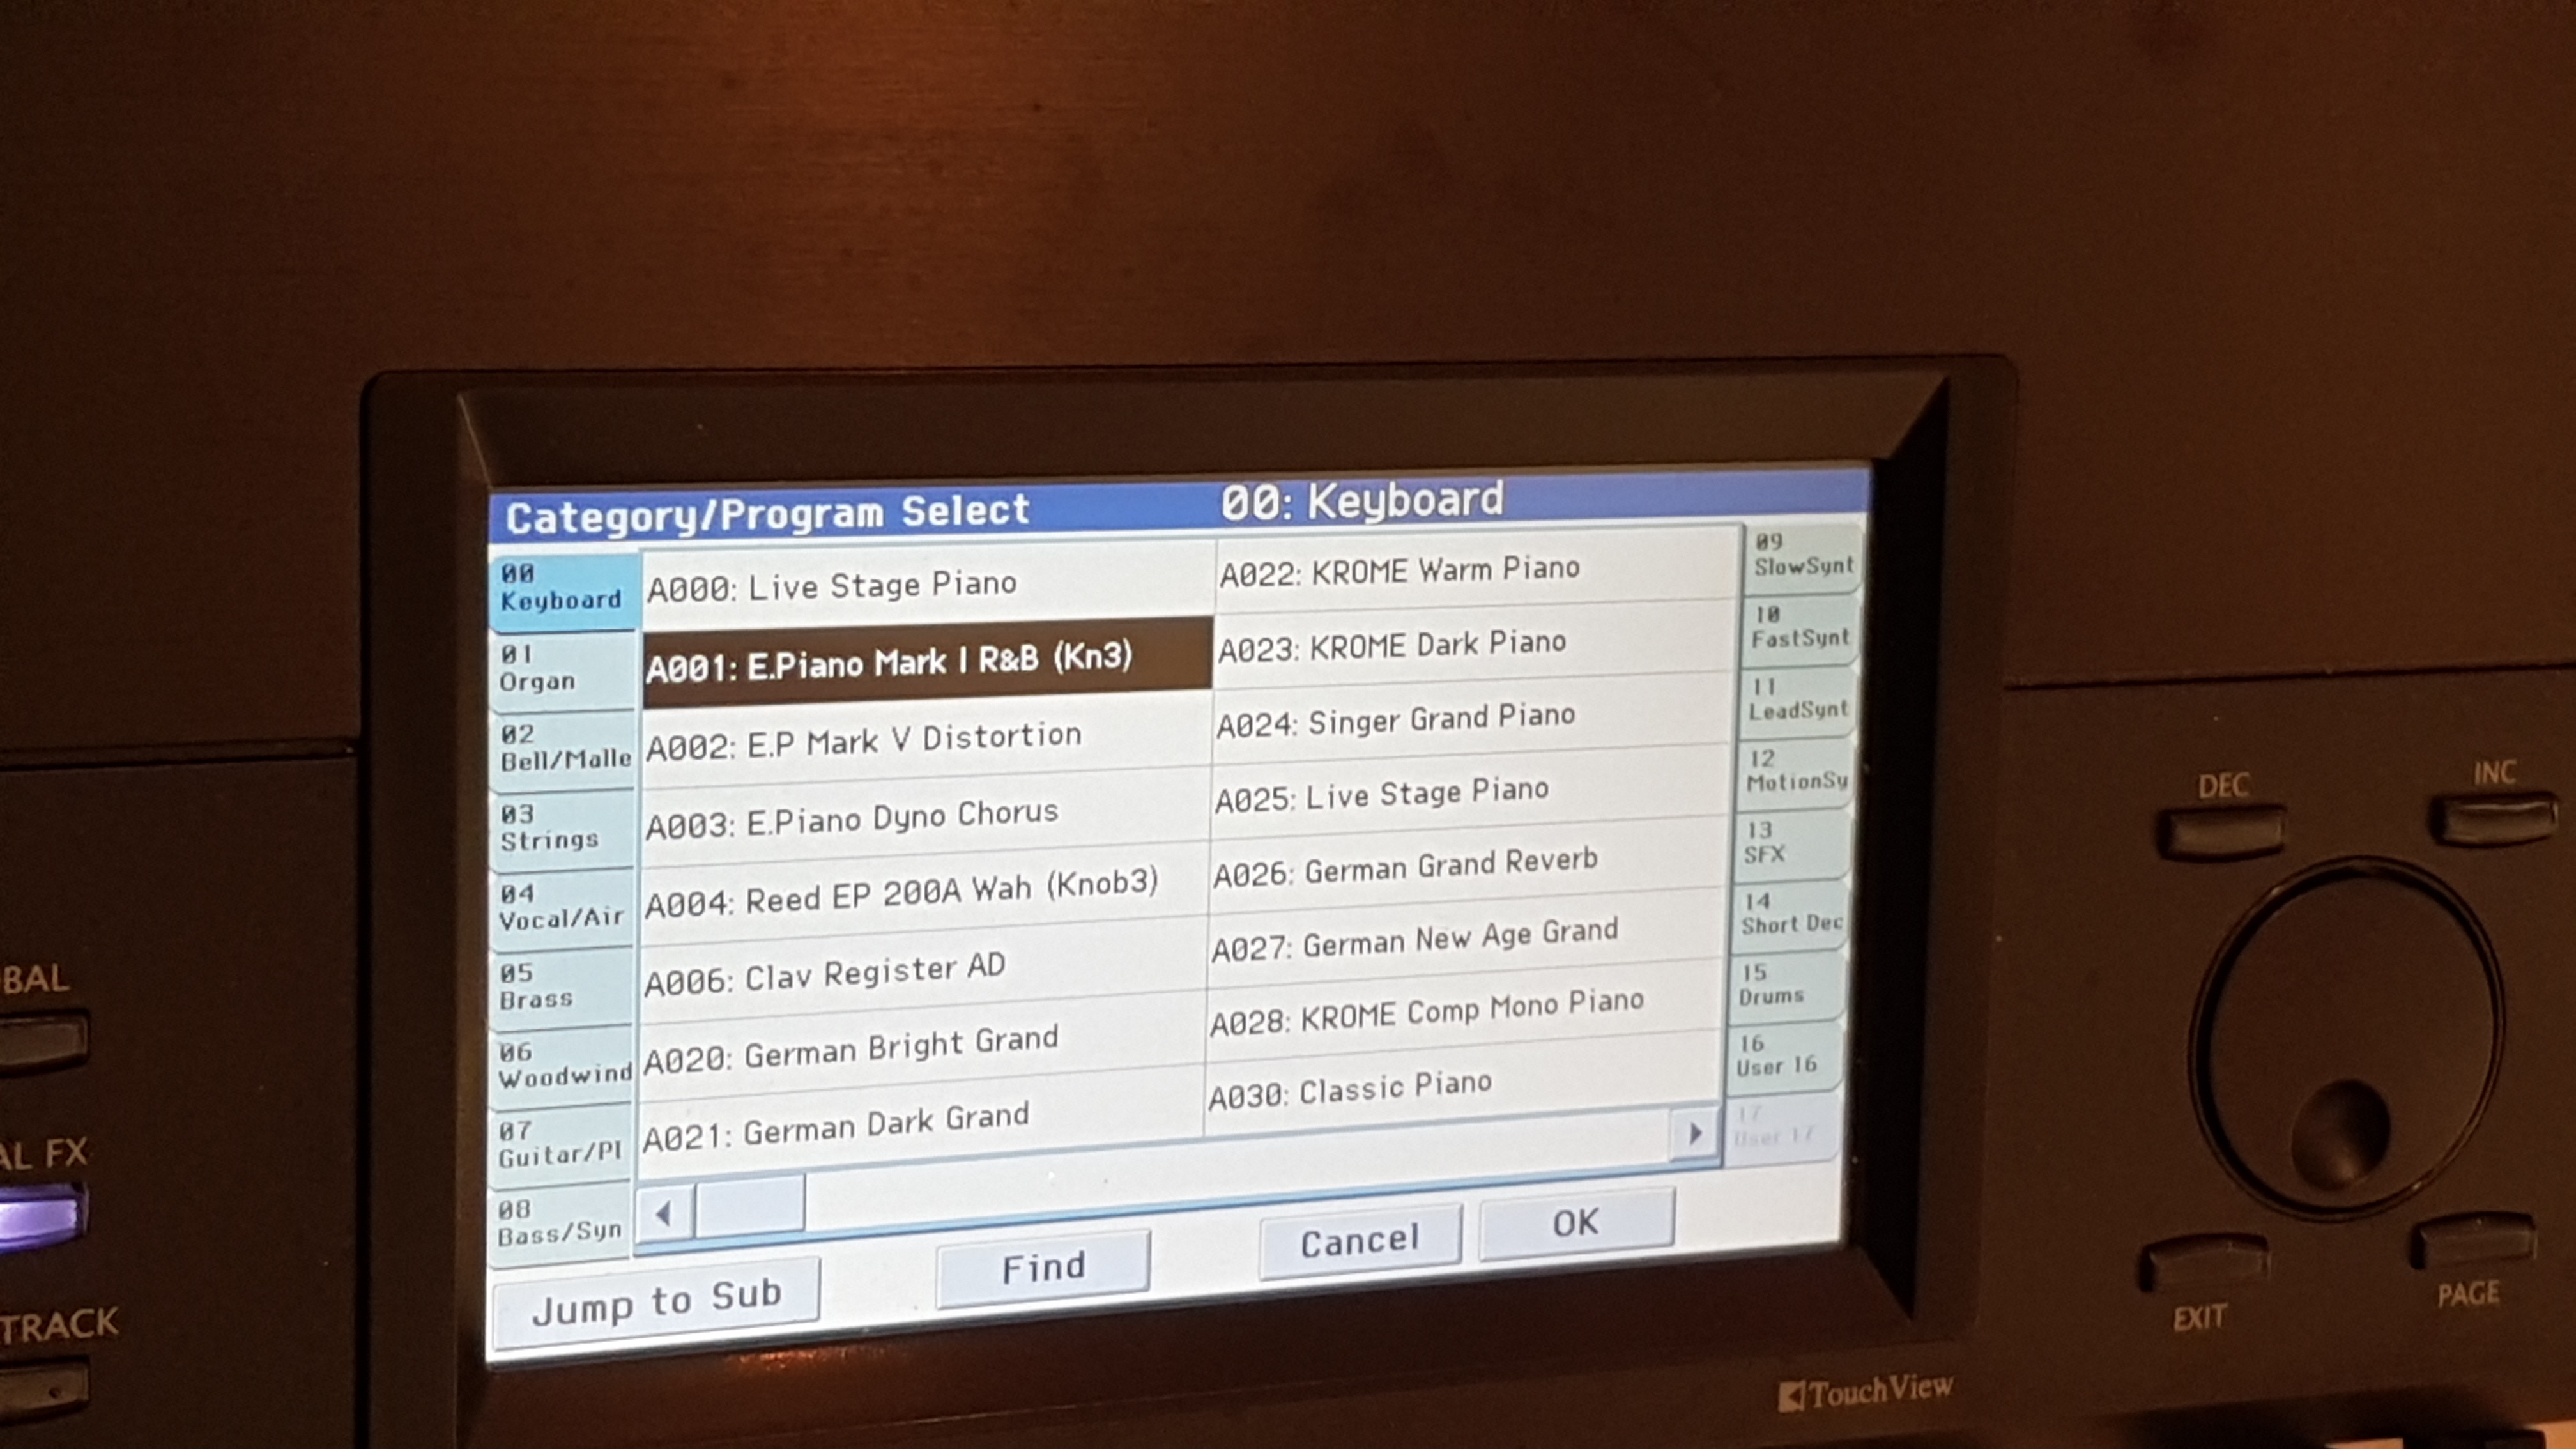 Category/Program Select 00: Keyboard
00
Keyboard
01
Organ
02
Bell/Malle
03
Strings
04
Vocal/Air
05
Brass
06
Woodwind
07
Guitar/Pl
08
Bass/Syn
A000: Live Stage Piano
A001: E.Piano Mark I R&B (Kn3)
A002: E.P Mark V Distortion
A003: E.Piano Dyno Chorus
A004: Reed EP 200A Wah (Knob3)
A006: Clav Register AD
A020: German Bright Grand
A021: German Dark Grand
A022: KROME Warm Piano
A023: KROME Dark Piano
A024: Singer Grand Piano
A025: Live Stage Piano
A026: German Grand Reverb
A027: German New Age Grand
A028: KROME Comp Mono Piano
A030: Classic Piano
09
SlowSynt
10
FastSynt
11
LeadSynt
12
MotionSy
13
SFX
14
Short Dec
15
Drums
16
User 16
17
User 17
Jump to Sub
Find
Cancel
OK
BAL
AL FX
TRACK
DEC
INC
EXIT
PAGE
TouchView